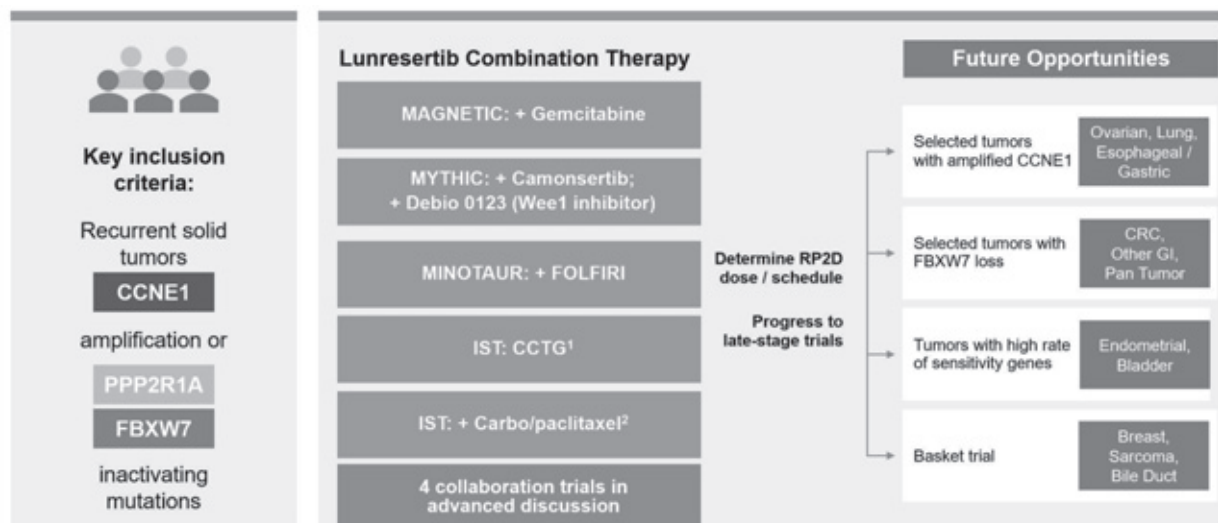 Key inclusion
criteria:
Recurrent solid
tumors
CCNE1
amplification or
PPP2R1A
FBXW7
inactivating
mutations
Lunresertib Combination Therapy
MAGNETIC: + Gemcitabine
MYTHIC: + Camonsertib;
+ Debio 0123 (Wee1 inhibitor)
MINOTAUR: + FOLFIRI
IST: CCTG¹
IST: + Carbo/paclitaxel²
4 collaboration trials in
advanced discussion
Determine RP2D
dose / schedule
Progress to
late-stage trials
Future Opportunities
Selected tumors
with amplified CCNE1
Ovarian, Lung,
Esophageal /
Gastric
Selected tumors with
FBXW7 loss
CRC,
Other GI,
Pan Tumor
Tumors with high rate
of sensitivity genes
Endometrial,
Bladder
Basket trial
Breast,
Sarcoma,
Bile Duct